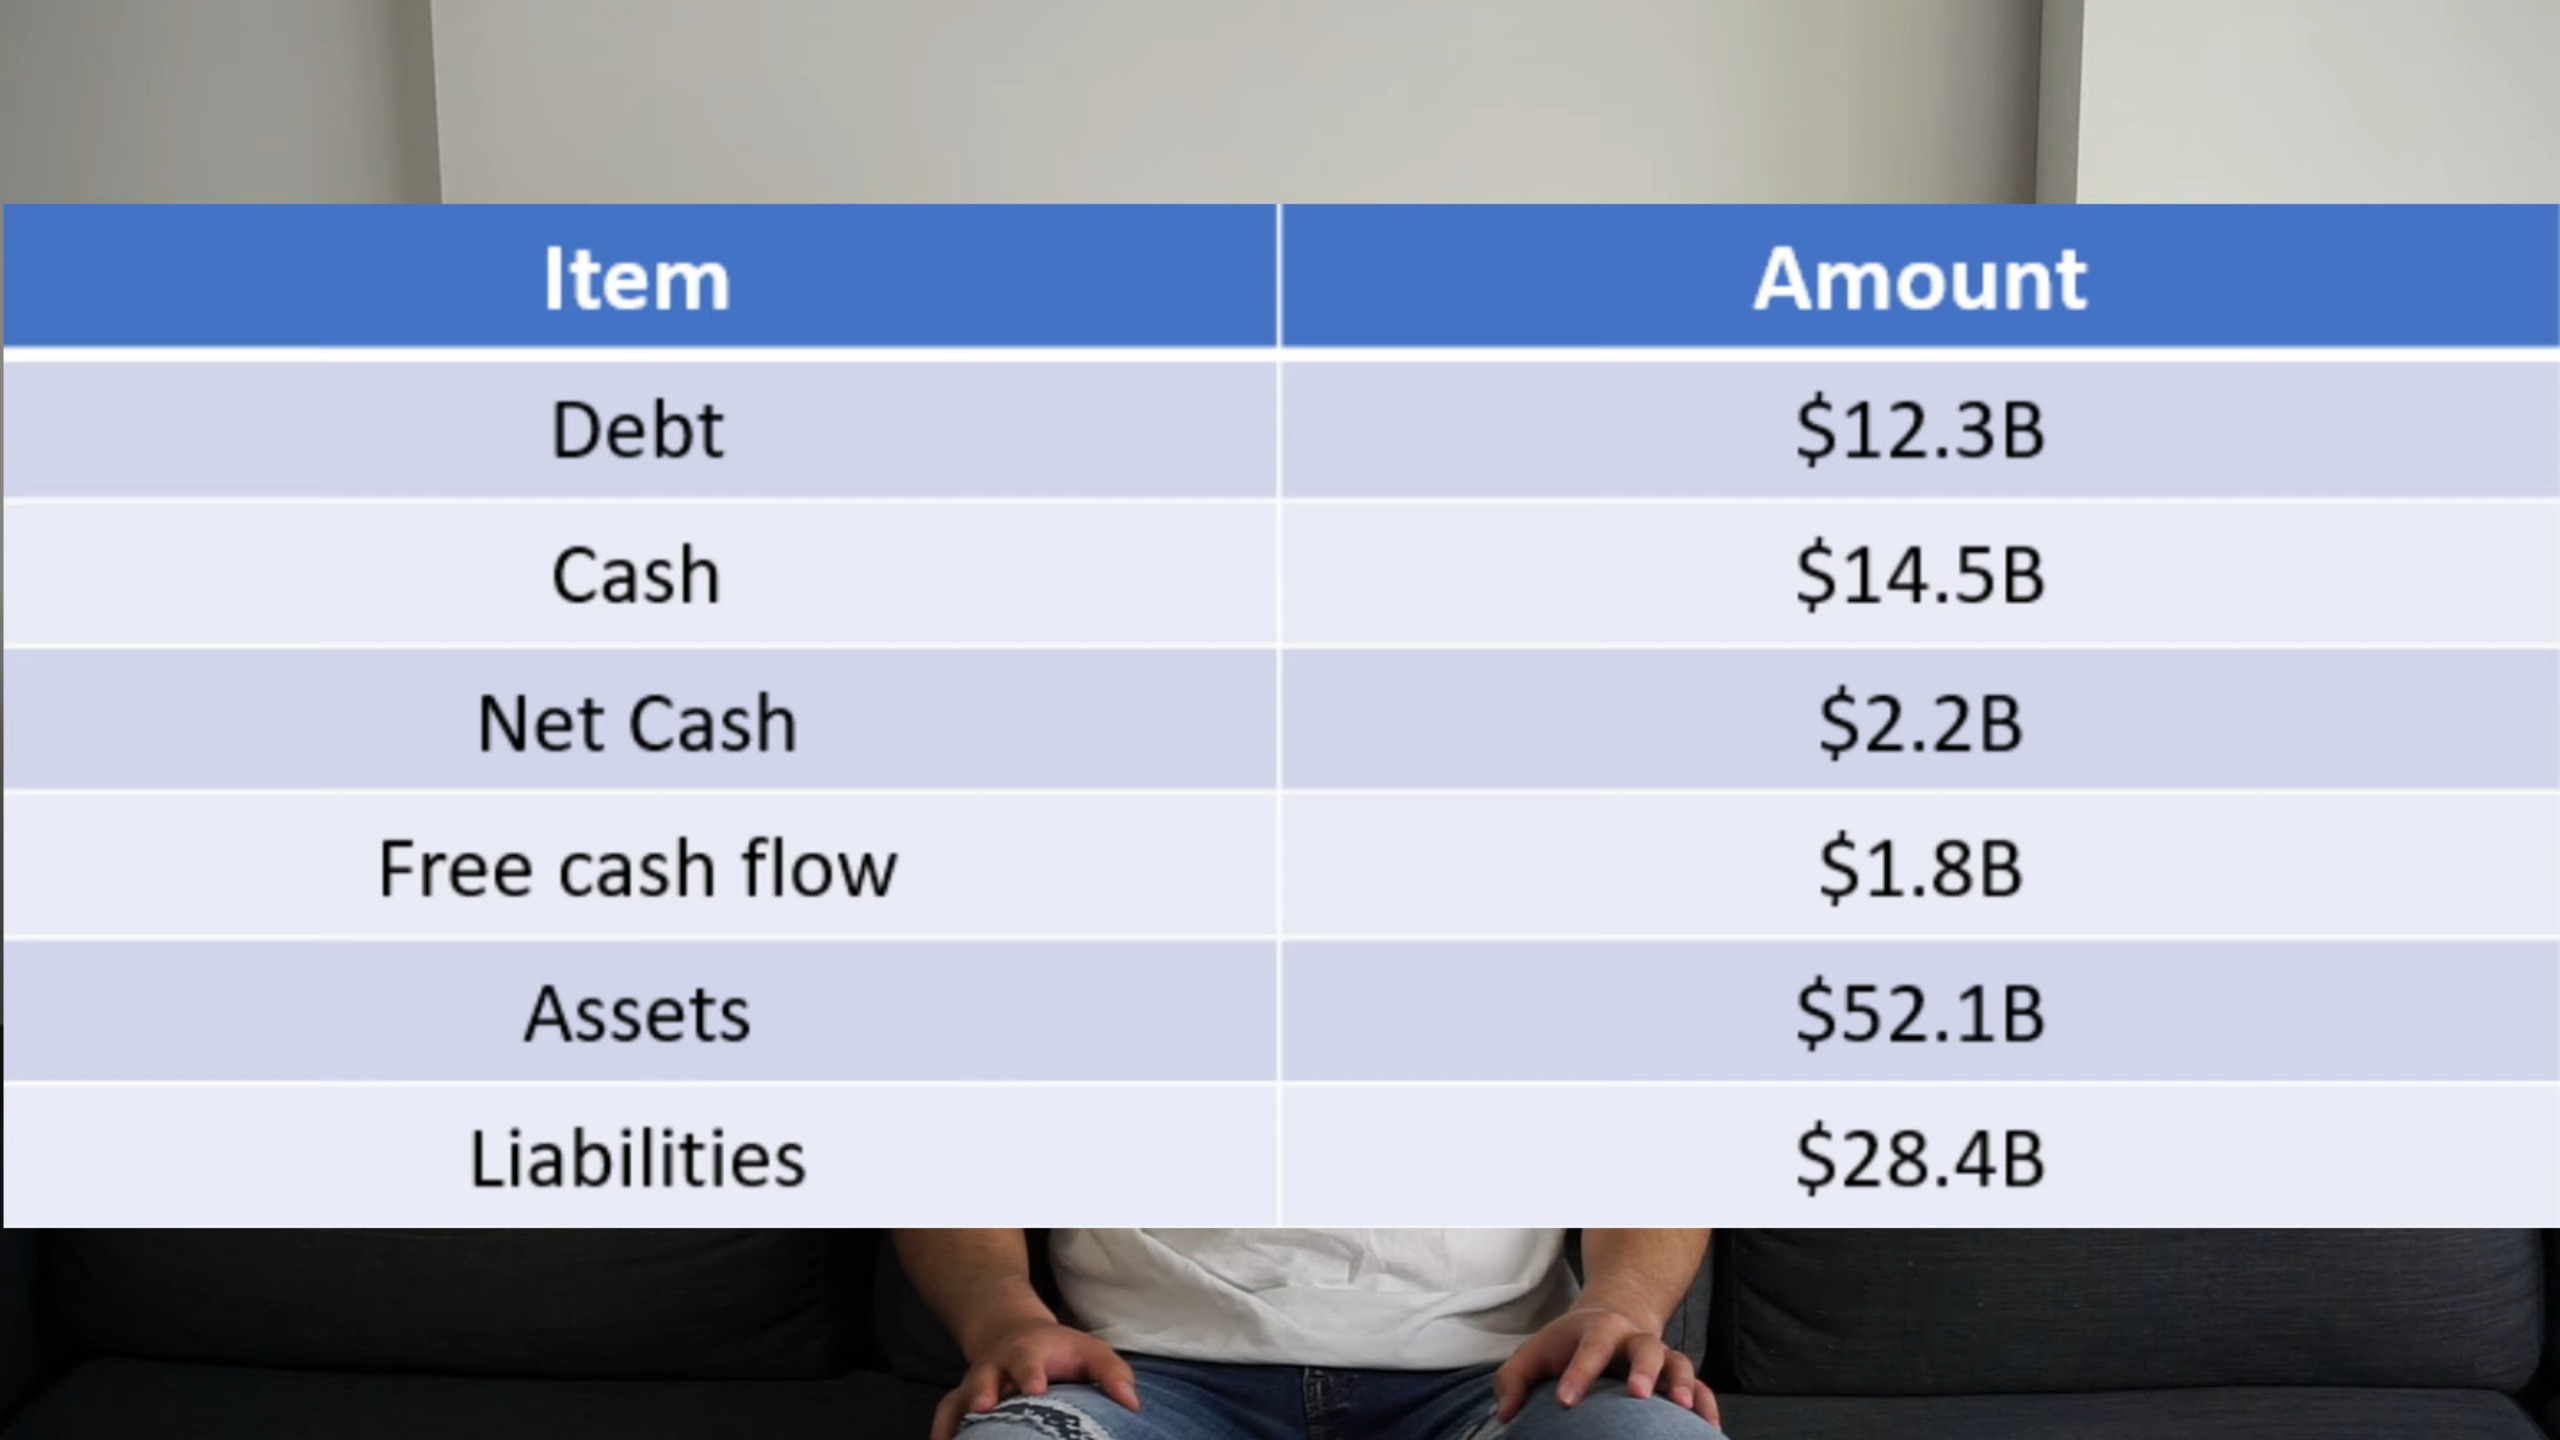 Item Amount
Debt $12.3B
Cash $14.5B
Net Cash $2.2B
Free cash flow $1.8B
Assets $52.1B
Liabilities $28.4B